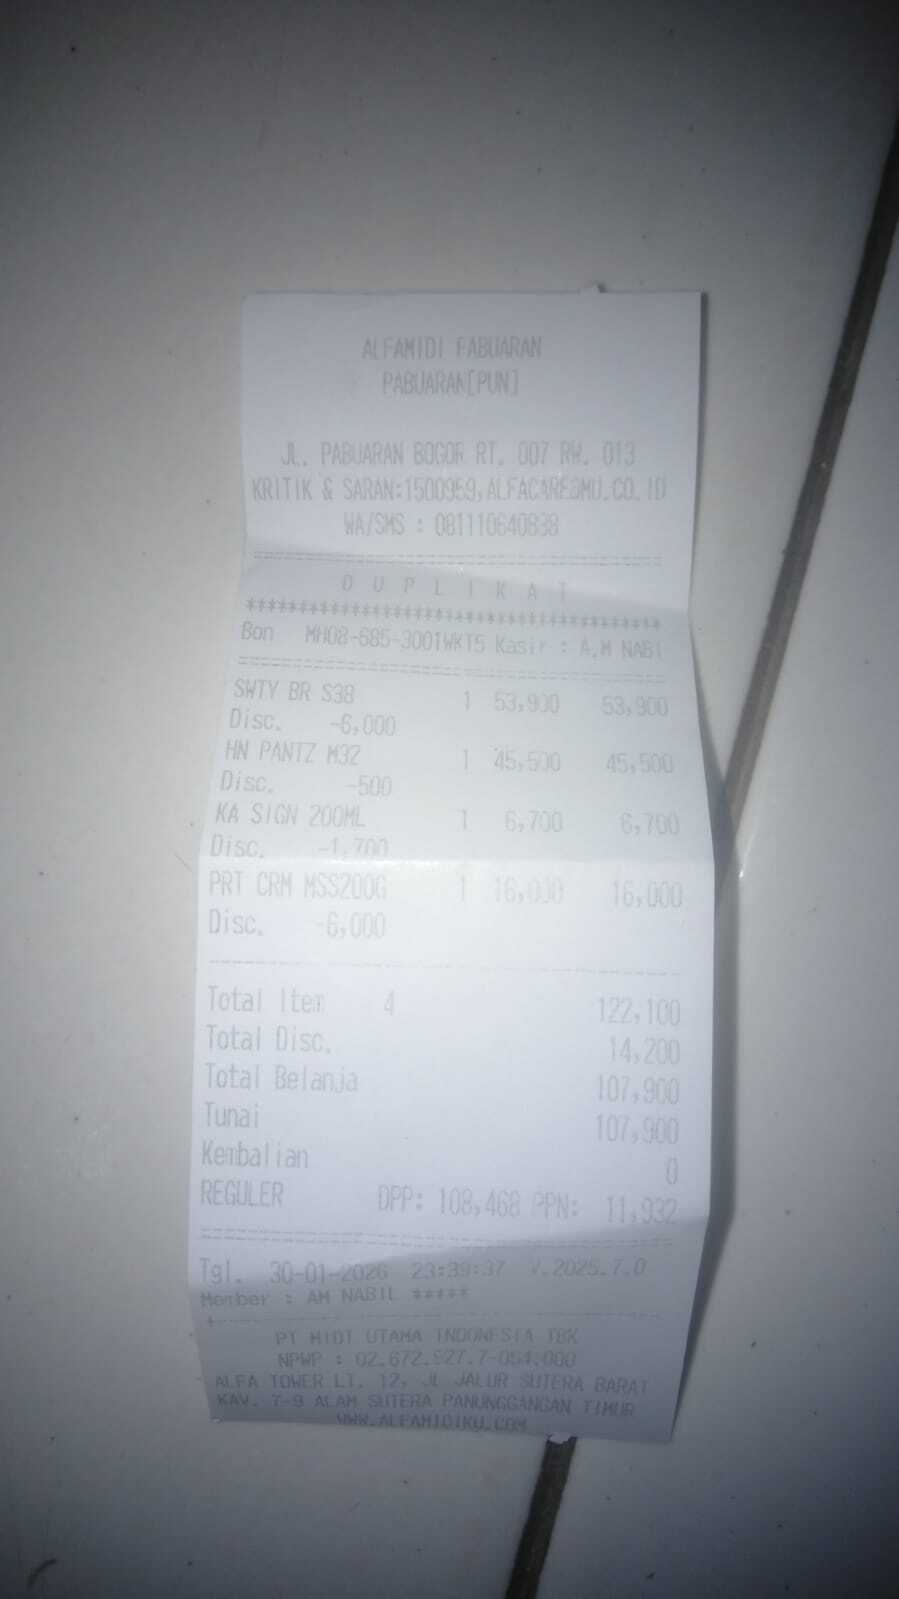 ALFAMIDI PABUARAN
PABUARAN[PUN]
JL. PABUARAN BOGOR RT. 007 RW. 013
KRITIK & SARAN:1500959,ALFACARE@MU.CO.ID
WA/SMS : 081110640888
D U P L I K A T
****************************************
Bon MH08-685-3001WKT5 Kasir : A.M NABI
SWTY BR S38 1 53,900 53,900
Disc. -6,000
HN PANTZ M32 1 45,500 45,500
Disc. -500
KA SIGN 200ML 1 6,700 6,700
Disc. -1,700
PRT CRM MSS200G 1 16,000 16,000
Disc. -6,000
Total Item 4 122,100
Total Disc. 14,200
Total Belanja 107,900
Tunai 107,900
Kembalian 0
REGULER DPP: 108,468 PPN: 11,932
Tgl. 30-01-2026 23:39:37 V.2025.7.0
Member : AM NABIL *****
PT MIDI UTAMA INDONESIA TBK
NPWP : 02.672.927.7-054.000
ALFA TOWER LT. 12, JL JALUR SUTERA BARAT
KAV. 7-9 ALAM SUTERA PANUNGGANGAN TIMUR
WWW.ALFAMIDIKU.COM